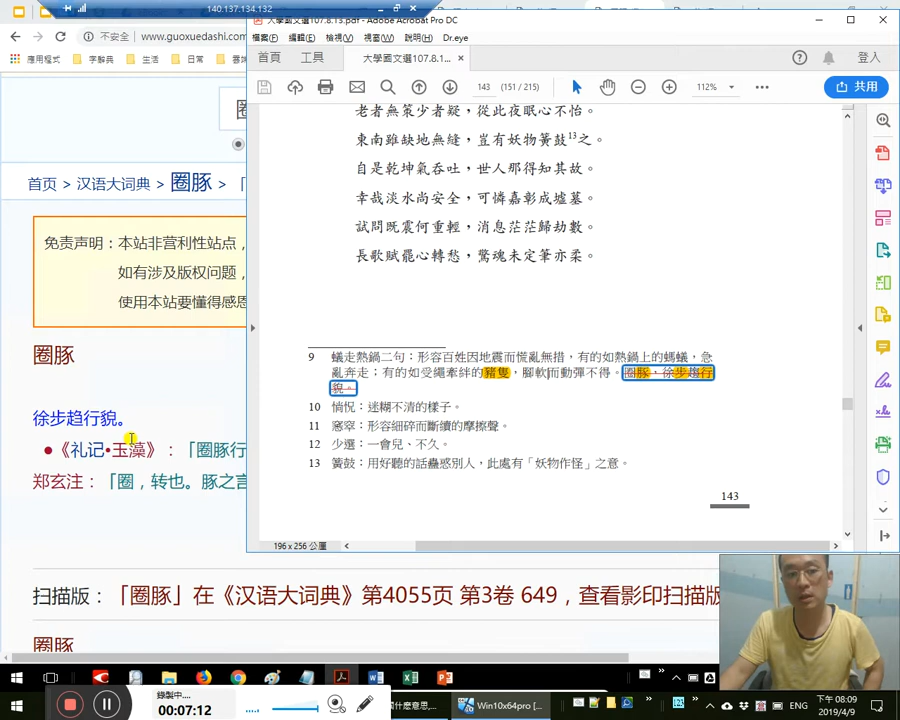 140.137.134.132
大學國文選107.8.13.pdf - Adobe Acrobat Pro DC
檔案(F) 編輯(E) 檢視(V) 視窗(W) 說明(H) Dr.eye
首頁 工具 大學國文選107.8.1... × 登入
143 (151 / 215) 112% 共用
不安全 www.guoxuedashi.com
應用程式 字辭典 生活 日常
圈
首页 > 汉语大词典 > 圈豚 > 「
免责声明：本站非营利性站点，
如有涉及版权问题，
使用本站要懂得感恩
圈豚
徐步趋行貌。
《礼记•玉藻》：「圈豚行
郑玄注：「圈，转也。豚之言
扫描版：「圈豚」在《汉语大词典》第4055页 第3卷 649，查看影印扫描版
圈豚
老者無策少者疑，從此夜眠心不怡。
東南雖缺地無縫，豈有妖物簧鼓13之。
自是乾坤氣吞吐，世人那得知其故。
幸哉淡水尚安全，可憐嘉彰成墟墓。
試問既震何重輕，消息茫茫歸劫數。
長歌賦罷心轉愁，驚魂未定筆亦柔。
9 蟻走熱鍋二句：形容百姓因地震而慌亂無措，有的如熱鍋上的螞蟻，急
亂奔走；有的如受繩牽絆的豬隻，腳軟而動彈不得。圈豚，徐步趨行
貌。
10 惝怳：迷糊不清的樣子。
11 窸窣：形容細碎而斷續的摩擦聲。
12 少選：一會兒、不久。
13 簧鼓：用好聽的話蠱惑別人，此處有「妖物作怪」之意。
143
196 x 256 公厘
錄製中...
00:07:12
什麼意思,
Win10x64pro [...
ENG
下午 08:09
2019/4/9